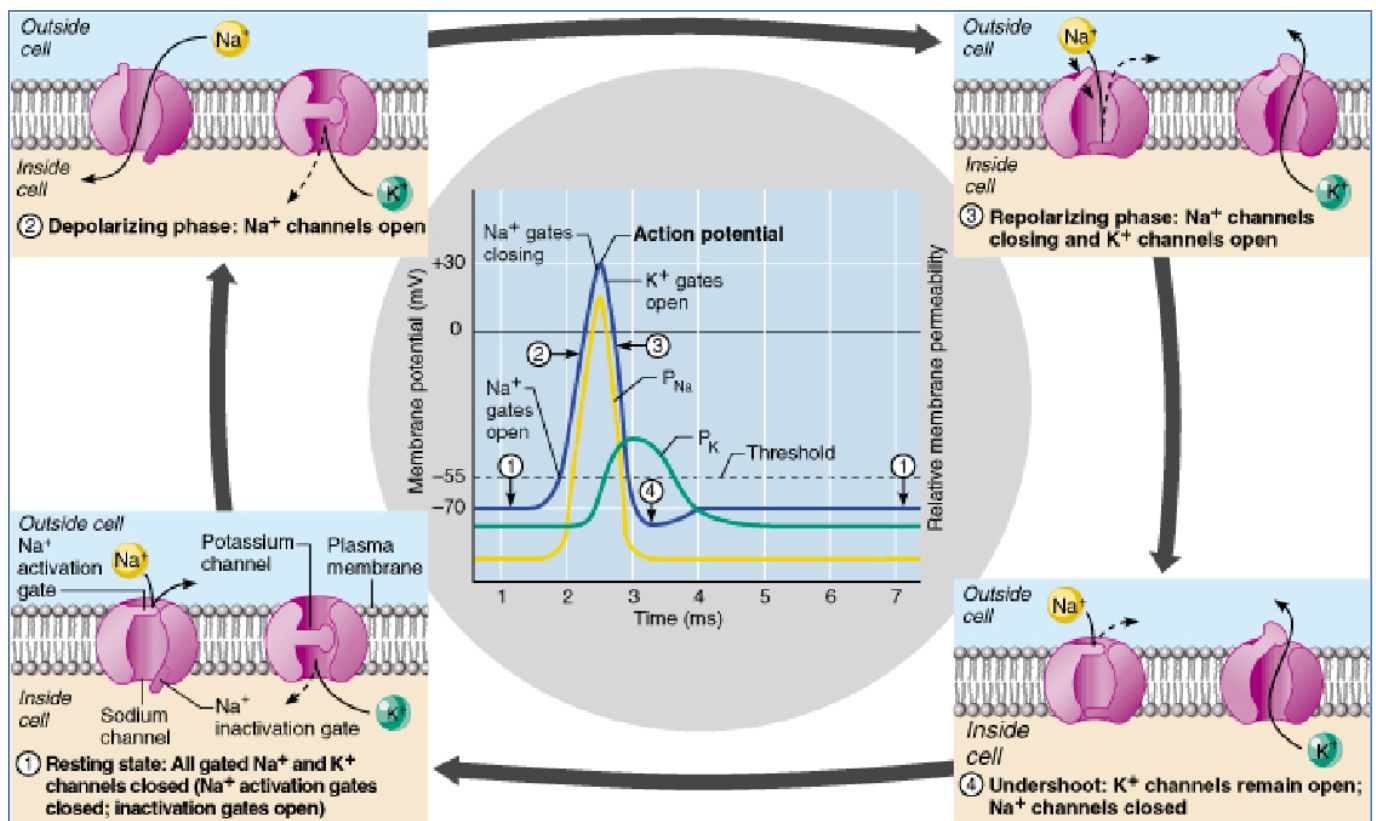 Outside
cell
Na+
Inside
cell
K+
② Depolarizing phase: Na+ channels open
Outside
cell
Na+
Inside
cell
K+
③ Repolarizing phase: Na+ channels
closing and K+ channels open
Na+ gates
closing
Action potential
K+ gates
open
+30
0
-55
-70
Membrane potential (mV)
Relative membrane permeability
②
③
PNa
Na+
gates
open
PK
Threshold
①
④
①
1 2 3 4 5 6 7
Time (ms)
Outside cell
Na+
activation
gate
Na+
Potassium
channel
Plasma
membrane
Inside
cell
Sodium
channel
Na+
inactivation gate
K+
① Resting state: All gated Na+ and K+
channels closed (Na+ activation gates
closed; inactivation gates open)
Outside
cell
Na+
Inside
cell
K+
④ Undershoot: K+ channels remain open;
Na+ channels closed